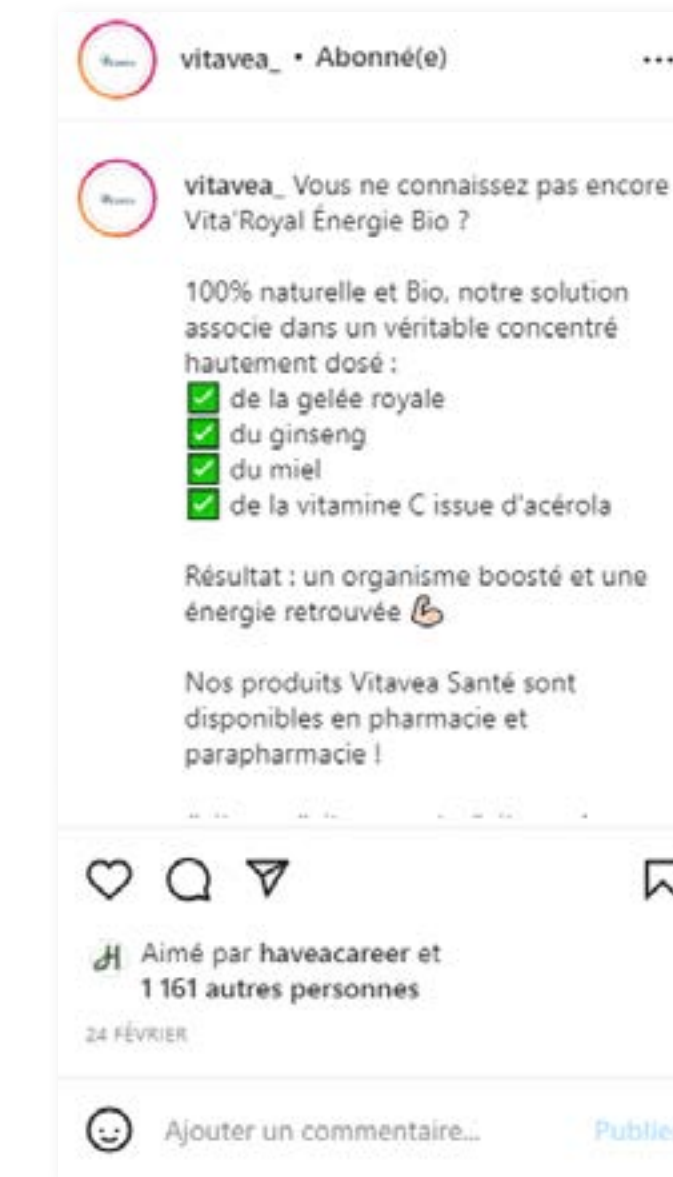 vitavea_ • Abonné(e)
vitavea_ Vous ne connaissez pas encore
Vita'Royal Énergie Bio ?
100% naturelle et Bio, notre solution
associe dans un véritable concentré
hautement dosé :
✅ de la gelée royale
✅ du ginseng
✅ du miel
✅ de la vitamine C issue d'acérola
Résultat : un organisme boosté et une
énergie retrouvée 💪🏻
Nos produits Vitavea Santé sont
disponibles en pharmacie et
parapharmacie !
Aimé par haveacareer et
1 161 autres personnes
24 FÉVRIER
Ajouter un commentaire...
Publie